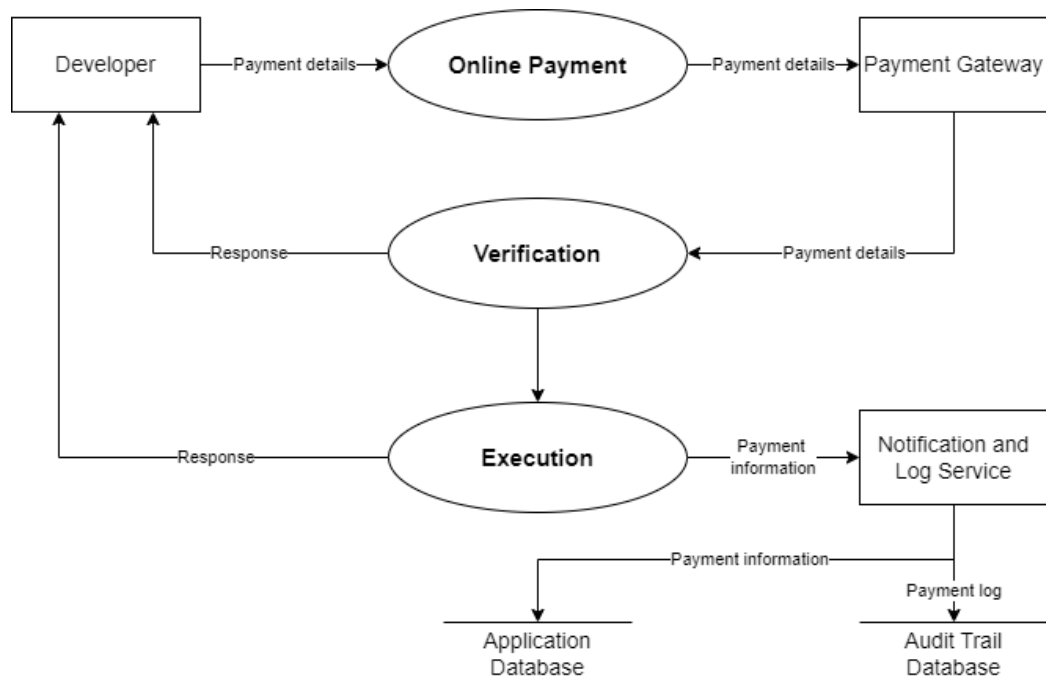 Developer
Payment details
Online Payment
Payment details
Payment Gateway
Response
Verification
Payment details
Response
Execution
Payment
information
Notification and
Log Service
Payment information
Payment log
Application
Database
Audit Trail
Database